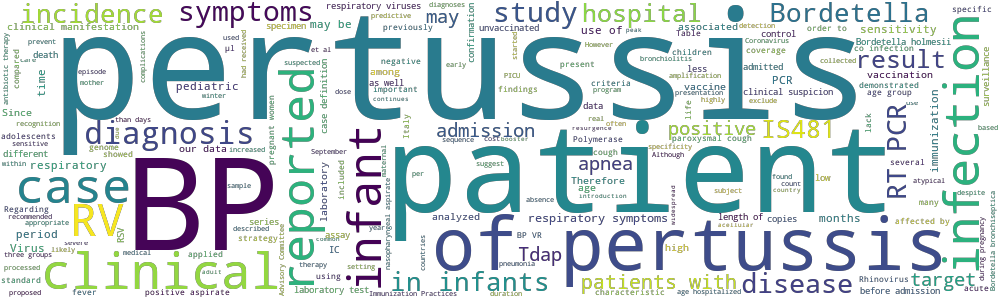 pertussis
patient
BP
of pertussis
infection
clinical
infant
reported
case
RV
incidence
symptoms
study
hospital
Bordetella
may
result
diagnosis
admission
positive
IS481
RT PCR
apnea
Tdap
in infants
patients with
disease
target
sensitivity
surveillance
immunization
respiratory symptoms
respiratory viruses
may be
previously
use of
unvaccinated
associated
Table
control
order to
Coronavirus
coverage
co infection
Bordetella holmesii
specific
detection
predictive
diagnoses
early
confirmation
bronchiolitis
children
less
vaccine
PCR
admitted
vaccination
demonstrated
age group
clinical suspicion
amplification
presentation
exclude
collected
peak
However
present
criteria
program
findings
PICU
started
negative
among
as well
important
continues
et al
suspected
case definition
dose
had received
specimen
used
µl
pediatric
time
death
compared
clinical manifestation
prevent
care
antibiotic therapy
episode
winter
complications
Since
recognition
adolescents
sensitive
different
within
genome
showed
due
than days
our data
increased
respiratory
Regarding
recommended
appropriate
period
Virus
likely
severe
three groups
processed
standard
proposed
fever
medical
RSV
series
described
strategy
applied
adult
sample
positive aspirate
pregnant women
Advisory Committee
laboratory
September
included
assay
common
IC
therapy
using
setting
laboratory test
Immunization Practices
nasopharyngeal aspirate
maternal
year
countries
Italy
per
analyzed
suggest
absence
BP VR
pneumonia
duration
characteristic
age hospitalized
high
length of
copies
subject
acellular
widespread
months
low
age
Therefore
found
count
country
introduction
cough
paroxysmal cough
Polymerase
specificity
Although
data
real
often
resurgence
sequence
cost
booster
life
highly
lack
use
several
atypical
many
despite
based
affected by
during pregnancy
Rhinovirus
before admission
acute
Bordetella bronchiseptica